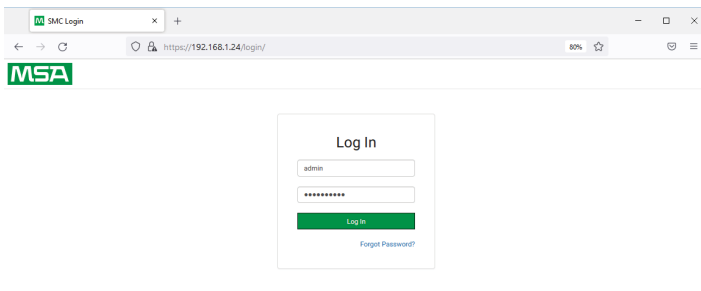 SMC Login
https://192.168.1.24/login/
80%
MSA
Log In
admin
Log In
Forgot Password?